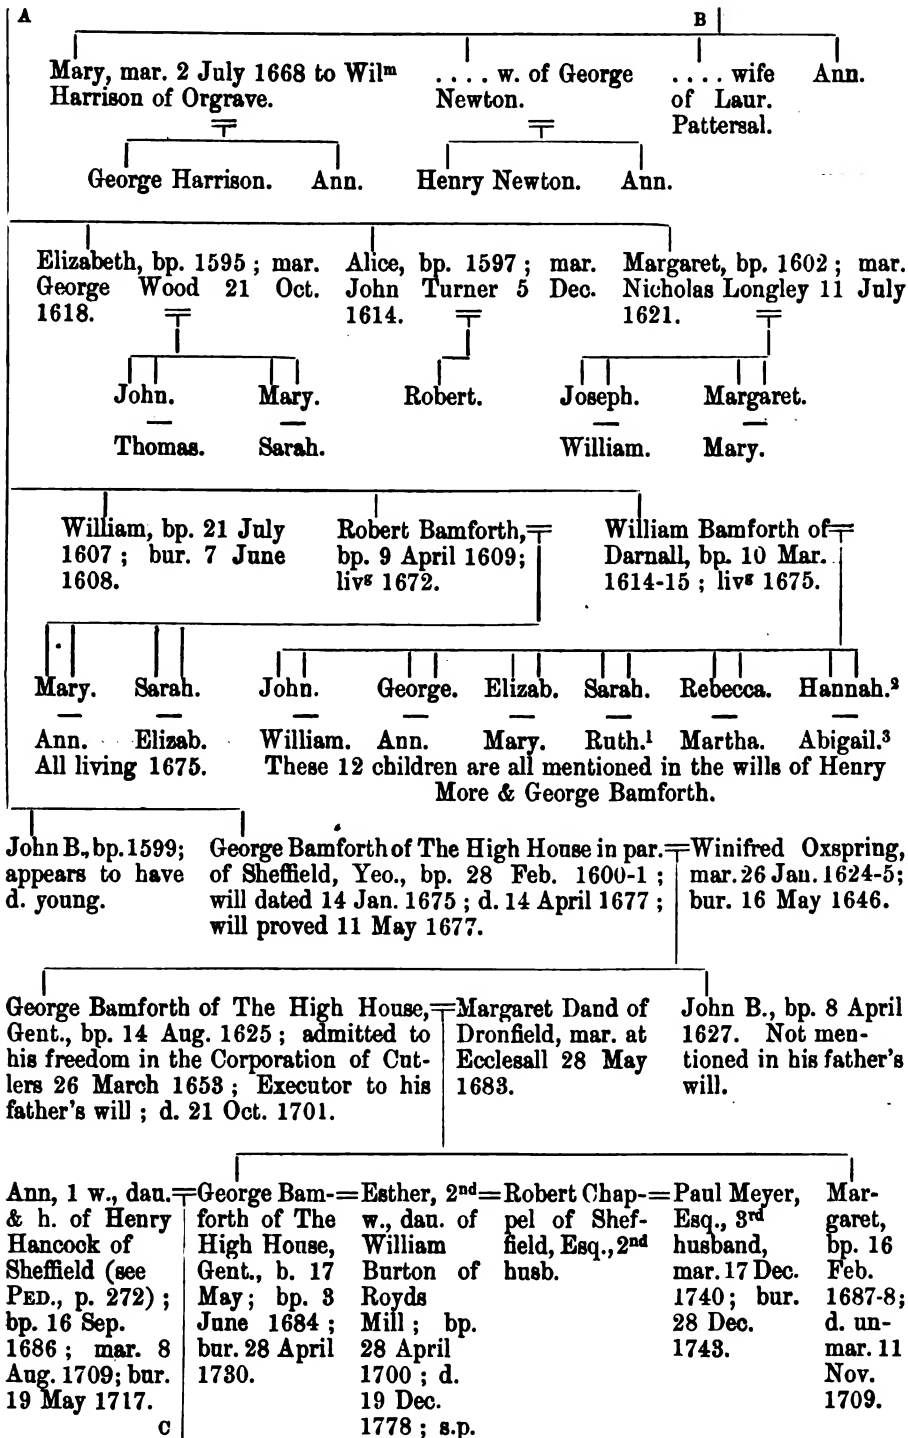 A B
Mary, mar. 2 July 1668 to Wilm
Harrison of Orgrave.
.... w. of George
Newton.
.... wife
of Laur.
Pattersal.
Ann.
George Harrison. Ann. Henry Newton. Ann.
Elizabeth, bp. 1595 ; mar.
George Wood 21 Oct.
1618.
Alice, bp. 1597 ; mar.
John Turner 5 Dec.
1614.
Margaret, bp. 1602 ; mar.
Nicholas Longley 11 July
1621.
John. Mary. Robert. Joseph. Margaret.
Thomas. Sarah. William. Mary.
William, bp. 21 July
1607 ; bur. 7 June
1608.
Robert Bamforth,
bp. 9 April 1609;
livg 1672.
William Bamforth of
Darnall, bp. 10 Mar.
1614-15 ; livg 1675.
Mary. Sarah. John. George. Elizab. Sarah. Rebecca. Hannah.²
Ann. Elizab. William. Ann. Mary. Ruth.¹ Martha. Abigail.³
All living 1675. These 12 children are all mentioned in the wills of Henry
More & George Bamforth.
John B., bp. 1599;
appears to have
d. young.
George Bamforth of The High House in par.
of Sheffield, Yeo., bp. 28 Feb. 1600-1 ;
will dated 14 Jan. 1675 ; d. 14 April 1677 ;
will proved 11 May 1677.
Winifred Oxspring,
mar. 26 Jan. 1624-5;
bur. 16 May 1646.
George Bamforth of The High House,
Gent., bp. 14 Aug. 1625 ; admitted to
his freedom in the Corporation of Cut-
lers 26 March 1653 ; Executor to his
father's will ; d. 21 Oct. 1701.
Margaret Dand of
Dronfield, mar. at
Ecclesall 28 May
1683.
John B., bp. 8 April
1627. Not men-
tioned in his father's
will.
Ann, 1 w., dau.
& h. of Henry
Hancock of
Sheffield (see
PED., p. 272) ;
bp. 16 Sep.
1686 ; mar. 8
Aug. 1709; bur.
19 May 1717.
C
George Bam-
forth of The
High House,
Gent., b. 17
May; bp. 3
June 1684 ;
bur. 28 April
1730.
Esther, 2nd
w., dau. of
William
Burton of
Royds
Mill ; bp.
28 April
1700 ; d.
19 Dec.
1778 ; s.p.
Robert Chap-
pel of Shef-
field, Esq., 2nd
husb.
Paul Meyer,
Esq., 3rd
husband,
mar. 17 Dec.
1740; bur.
28 Dec.
1743.
Mar-
garet,
bp. 16
Feb.
1687-8;
d. un-
mar. 11
Nov.
1709.